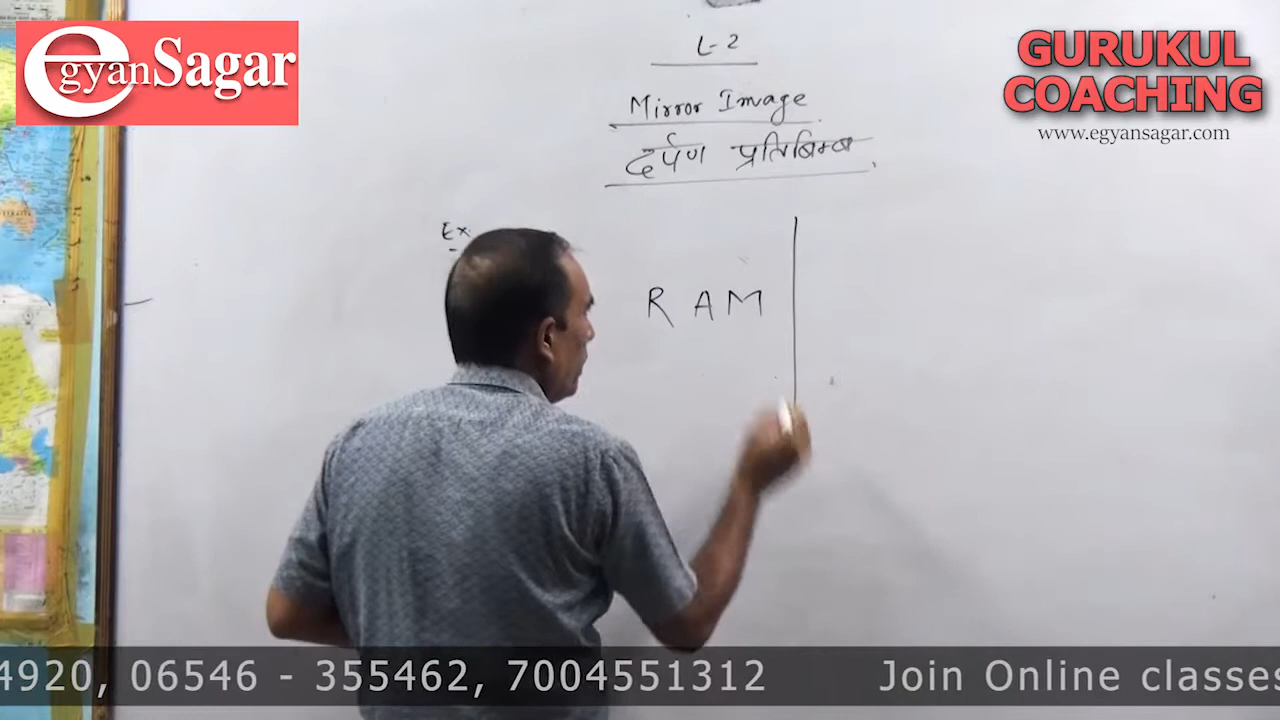 egyanSagar
GURUKUL
COACHING
www.egyansagar.com
L-2
Mirror Image
दर्पण प्रतिबिम्ब
Ex
R A M
4920, 06546 - 355462, 7004551312 Join Online classes